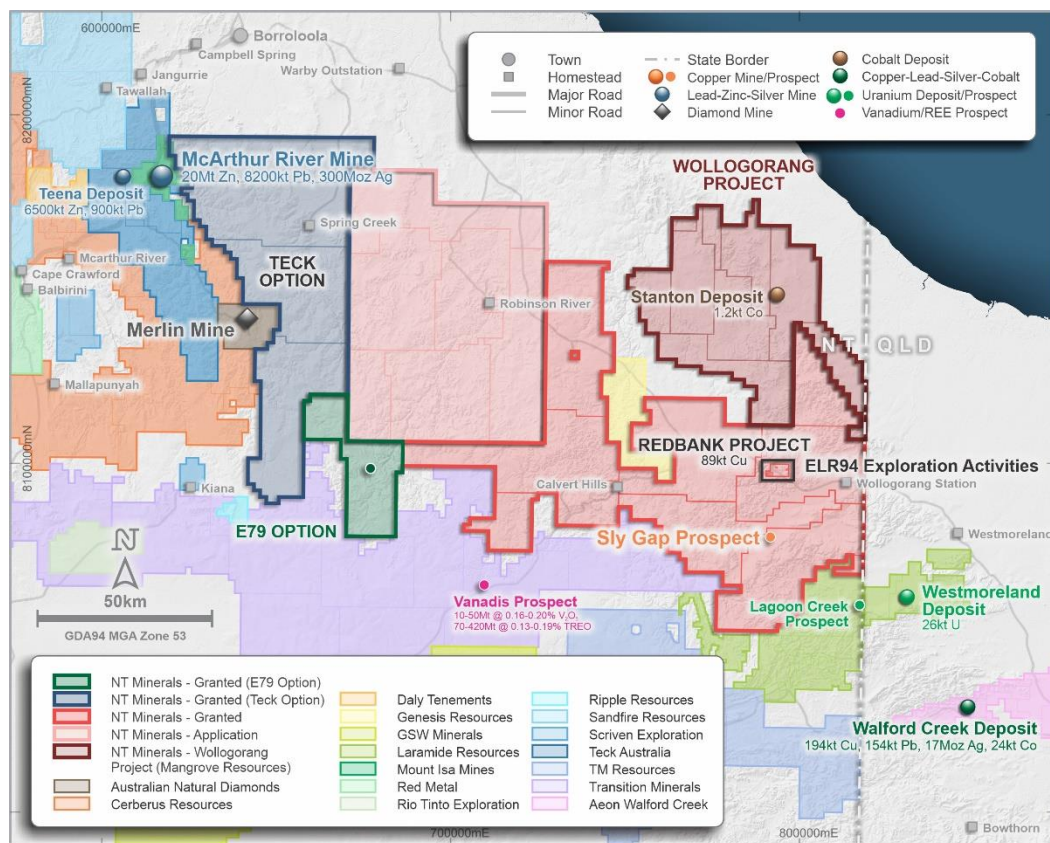 600000mE
Borroloola
Campbell Spring
Jangurrie
Warby Outstation
Tawallah
8200000mN
Town
Homestead
Major Road
Minor Road
State Border
Copper Mine/Prospect
Lead-Zinc-Silver Mine
Diamond Mine
Cobalt Deposit
Copper-Lead-Silver-Cobalt
Uranium Deposit/Prospect
Vanadium/REE Prospect
McArthur River Mine
20Mt Zn, 8200kt Pb, 300Moz Ag
Teena Deposit
6500kt Zn, 900kt Pb
WOLLOGORANG
PROJECT
Spring Creek
Mcarthur River
Cape Crawford
Balbirini
TECK
OPTION
Robinson River
Stanton Deposit
1.2kt Co
Merlin Mine
NT
QLD
Mallapunyah
REDBANK PROJECT
89kt Cu
ELR94 Exploration Activities
Wollogorang Station
8100000mN
Kiana
Calvert Hills
E79 OPTION
Sly Gap Prospect
Westmoreland
N
50km
GDA94 MGA Zone 53
Vanadis Prospect
10-50Mt @ 0.16-0.20% V₂O,
70-420Mt @ 0.13-0.19% TREO
Lagoon Creek
Prospect
Westmoreland
Deposit
26kt U
Walford Creek Deposit
194kt Cu, 154kt Pb, 17Moz Ag, 24kt Co
NT Minerals - Granted (E79 Option)
NT Minerals - Granted (Teck Option)
NT Minerals - Granted
NT Minerals - Application
NT Minerals - Wollogorang
Project (Mangrove Resources)
Australian Natural Diamonds
Cerberus Resources
Daly Tenements
Genesis Resources
GSW Minerals
Laramide Resources
Mount Isa Mines
Red Metal
Rio Tinto Exploration
Ripple Resources
Sandfire Resources
Scriven Exploration
Teck Australia
TM Resources
Transition Minerals
Aeon Walford Creek
700000mE
800000mE
Bowthorn